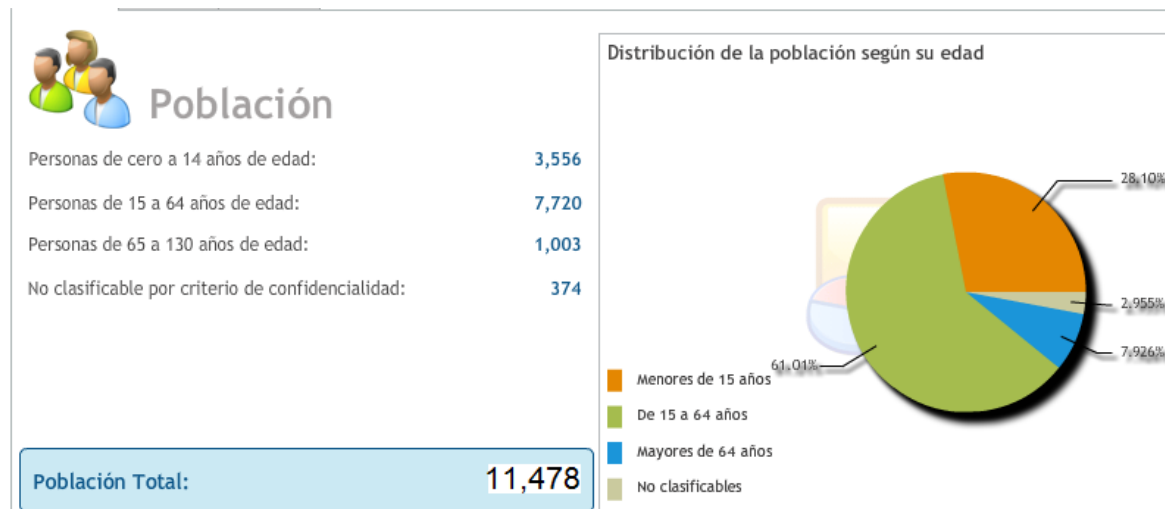 Población
Personas de cero a 14 años de edad: 3,556
Personas de 15 a 64 años de edad: 7,720
Personas de 65 a 130 años de edad: 1,003
No clasificable por criterio de confidencialidad: 374
Población Total: 11,478
Distribución de la población según su edad
28.10%
2.955%
7.926%
61.01%
Menores de 15 años
De 15 a 64 años
Mayores de 64 años
No clasificables